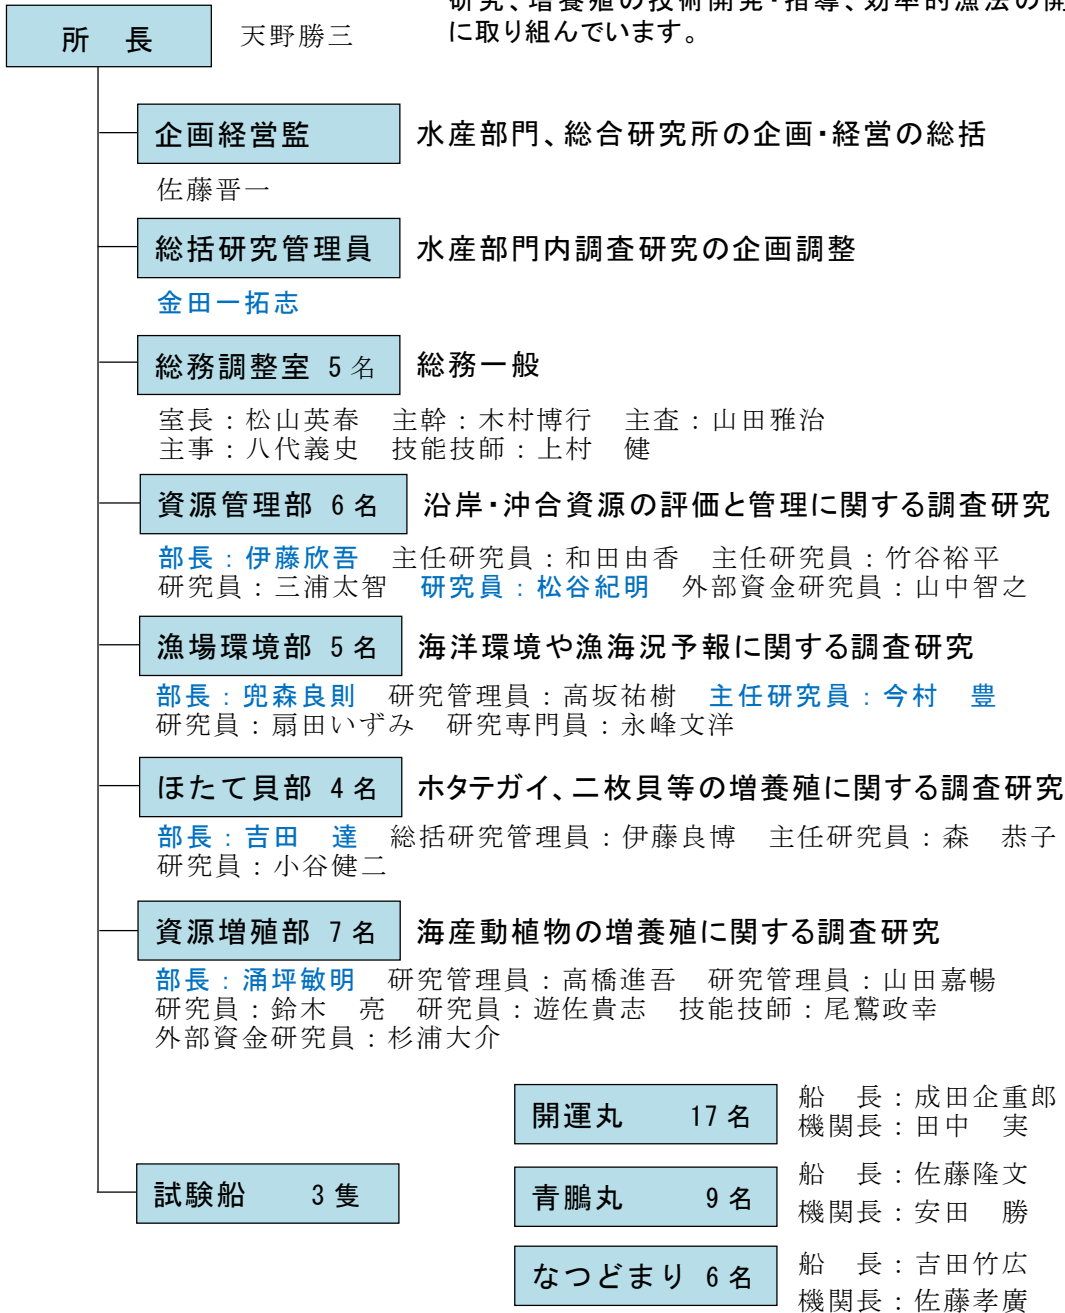 研究、増養殖の技術開発・指導、効率的漁法の開
に取り組んでいます。
所　長　天野勝三
企画経営監　水産部門、総合研究所の企画・経営の総括
佐藤晋一
総括研究管理員　水産部門内調査研究の企画調整
金田一拓志
総務調整室 5名　総務一般
室長：松山英春　主幹：木村博行　主査：山田雅治
主事：八代義史　技能技師：上村　健
資源管理部 6名　沿岸・沖合資源の評価と管理に関する調査研究
部長：伊藤欣吾　主任研究員：和田由香　主任研究員：竹谷裕平
研究員：三浦太智　研究員：松谷紀明　外部資金研究員：山中智之
漁場環境部 5名　海洋環境や漁海況予報に関する調査研究
部長：兜森良則　研究管理員：高坂祐樹　主任研究員：今村　豊
研究員：扇田いずみ　研究専門員：永峰文洋
ほたて貝部 4名　ホタテガイ、二枚貝等の増養殖に関する調査研究
部長：吉田　達　総括研究管理員：伊藤良博　主任研究員：森　恭子
研究員：小谷健二
資源増殖部 7名　海産動植物の増養殖に関する調査研究
部長：涌坪敏明　研究管理員：高橋進吾　研究管理員：山田嘉暢
研究員：鈴木　亮　研究員：遊佐貴志　技能技師：尾鷲政幸
外部資金研究員：杉浦大介
試験船　3隻
開運丸　17名　船　長：成田企重郎
機関長：田中　実
青鵬丸　9名　船　長：佐藤隆文
機関長：安田　勝
なつどまり 6名　船　長：吉田竹広
機関長：佐藤孝廣